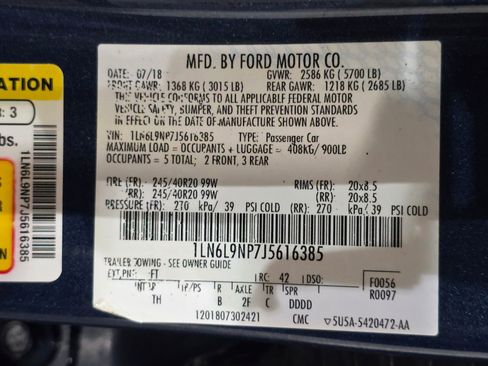 MFD. BY FORD MOTOR CO.
DATE: 07/18 GVWR: 2586 KG ( 5700 LB)
FRONT GAWR: 1368 KG ( 3015 LB) REAR GAWR: 1218 KG ( 2685 LB)
THIS VEHICLE CONFORMS TO ALL APPLICABLE FEDERAL MOTOR
VEHICLE SAFETY, BUMPER, AND THEFT PREVENTION STANDARDS
IN EFFECT ON THE DATE OF MANUFACTURE SHOWN ABOVE.
VIN: 1LN6L9NP7J5616385 TYPE: Passenger Car
MAXIMUM LOAD = OCCUPANTS + LUGGAGE = 408KG/900LB
OCCUPANTS = 5 TOTAL; 2 FRONT, 3 REAR
TIRE (FR): 245/40R20 99W RIMS (FR): 20x8.5
(RR): 245/40R20 99W (RR): 20x8.5
PRESSURE (FR): 270 kPa/ 39 PSI COLD (RR): 270 kPa/ 39 PSI COLD
1LN6L9NP7J5616385
TRAILER TOWING - SEE OWNER GUIDE
EXT PNT: FT RC: 42 DSO: F0056
INT TR TP/PS R AXLE TR SPR R0097
TH B 2F C DDDD
1201807302421 CMC ▽5U5A-5420472-AA
ATION
: 3
bs.
1LN6L9NP7J5616385